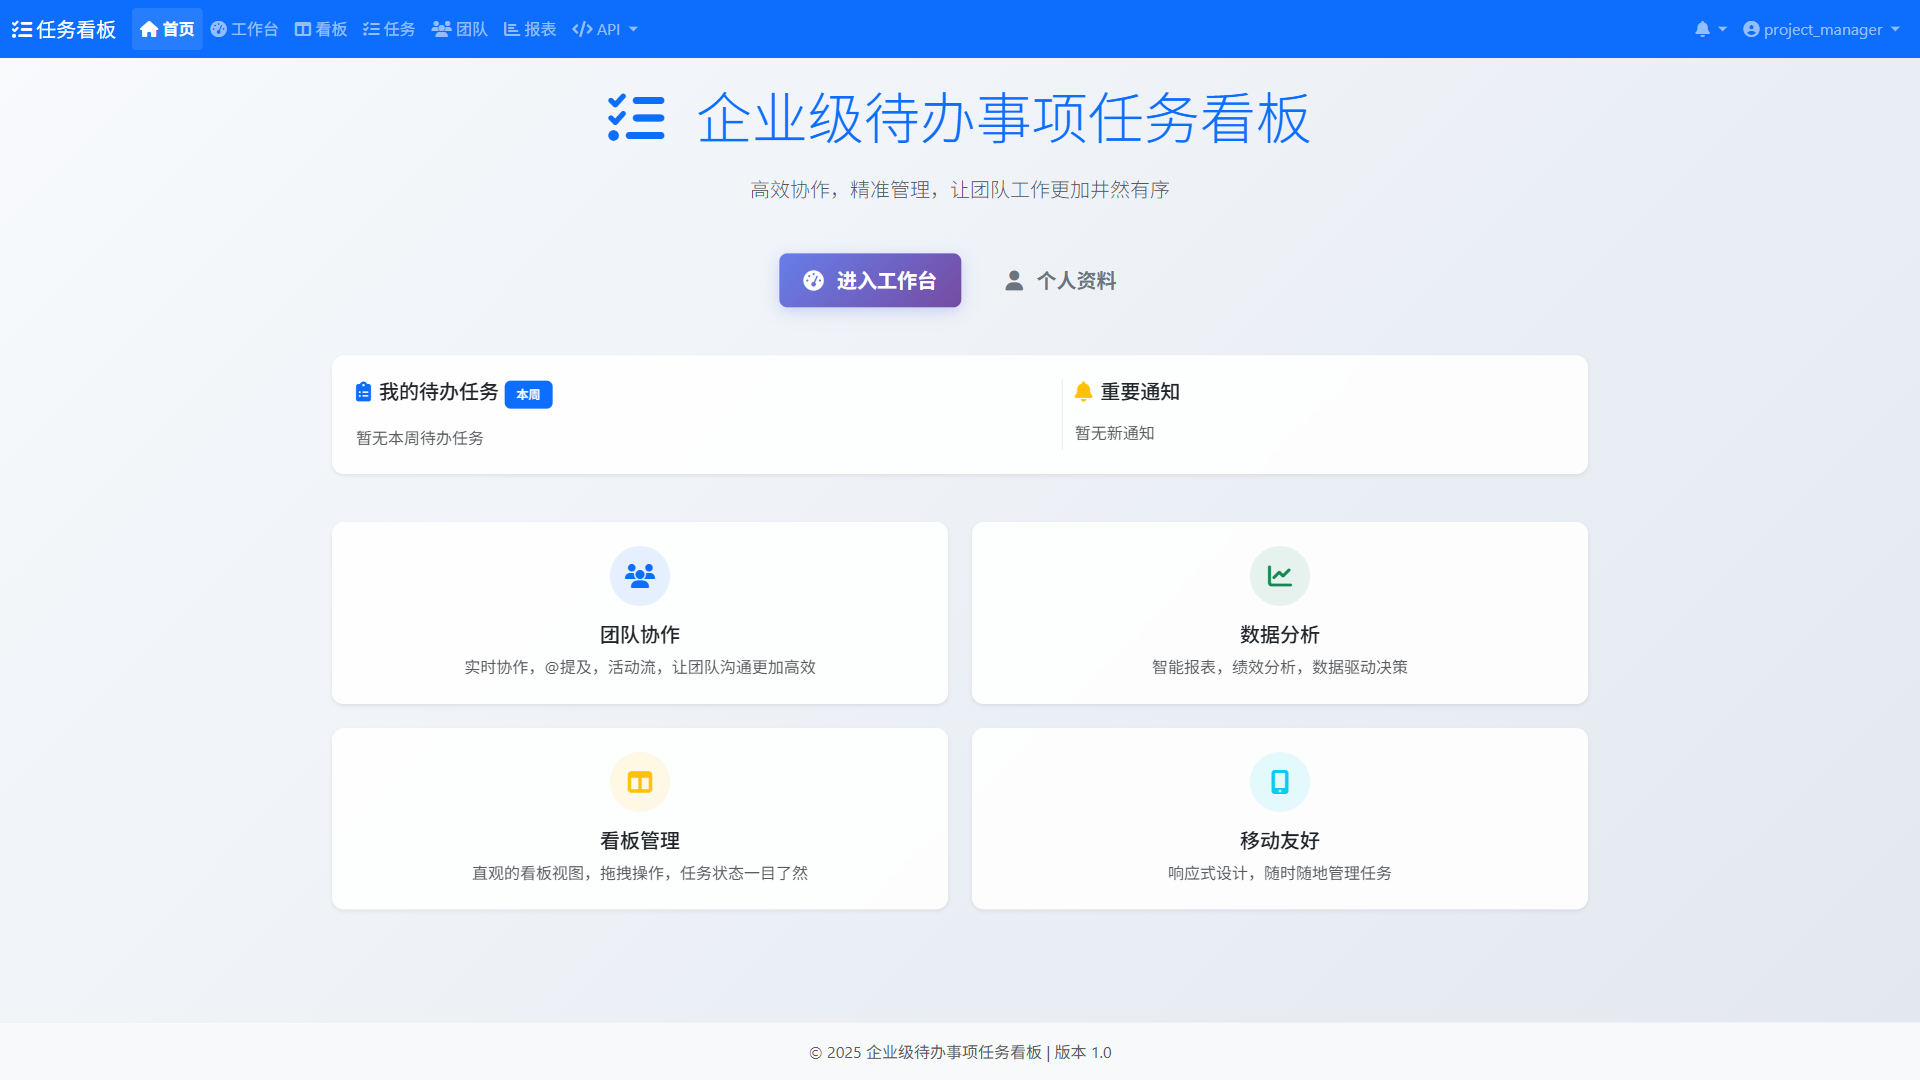 任务看板 首页 工作台 看板 任务 团队 报表 API project_manager
企业级待办事项任务看板
高效协作，精准管理，让团队工作更加井然有序
进入工作台 个人资料
我的待办任务 本周
暂无本周待办任务
重要通知
暂无新通知
团队协作
实时协作，@提及，活动流，让团队沟通更加高效
数据分析
智能报表，绩效分析，数据驱动决策
看板管理
直观的看板视图，拖拽操作，任务状态一目了然
移动友好
响应式设计，随时随地管理任务
© 2025 企业级待办事项任务看板 | 版本 1.0